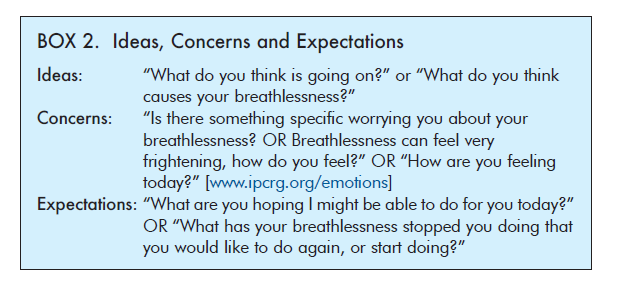 BOX 2. Ideas, Concerns and Expectations
Ideas: “What do you think is going on?” or “What do you think
causes your breathlessness?”
Concerns: “Is there something specific worrying you about your
breathlessness? OR Breathlessness can feel very
frightening, how do you feel?” OR “How are you feeling
today?” [www.ipcrg.org/emotions]
Expectations: “What are you hoping I might be able to do for you today?”
OR “What has your breathlessness stopped you doing that
you would like to do again, or start doing?”